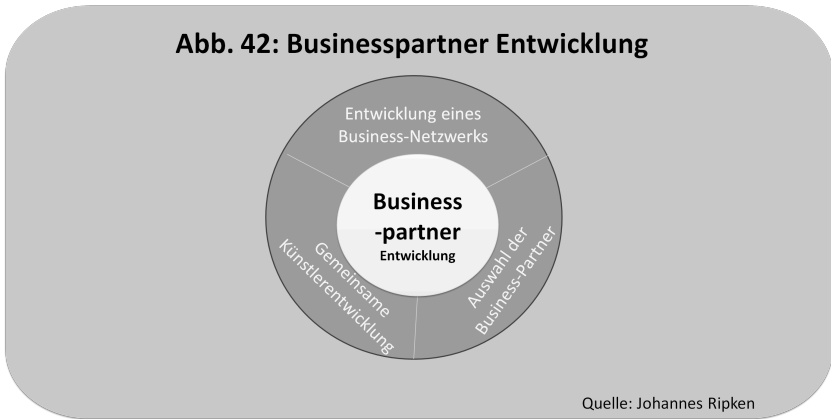 Abb. 42: Businesspartner Entwicklung
Entwicklung eines
Business-Netzwerks
Business
-partner
Entwicklung
Gemeinsame
Künstlerentwicklung
Auswahl der
Business-Partner
Quelle: Johannes Ripken